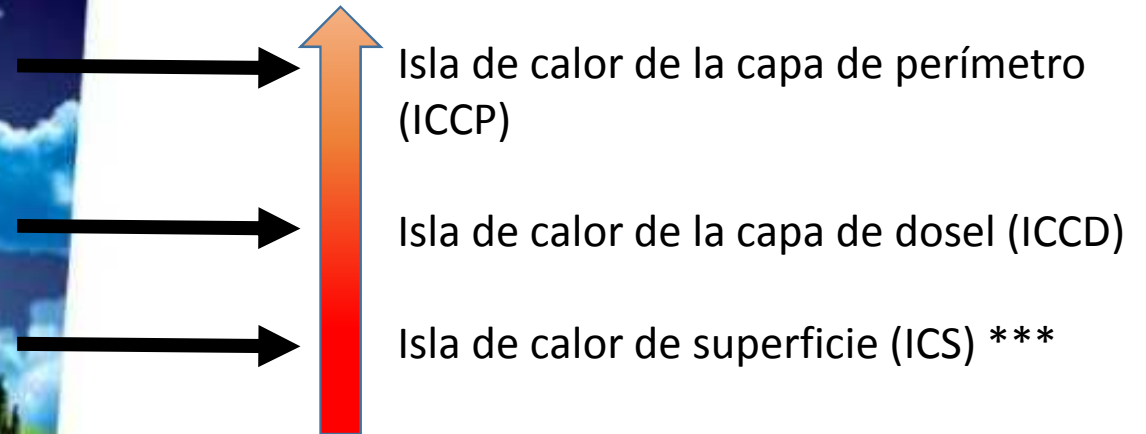 Isla de calor de la capa de perímetro
(ICCP)
Isla de calor de la capa de dosel (ICCD)
Isla de calor de superficie (ICS) ***